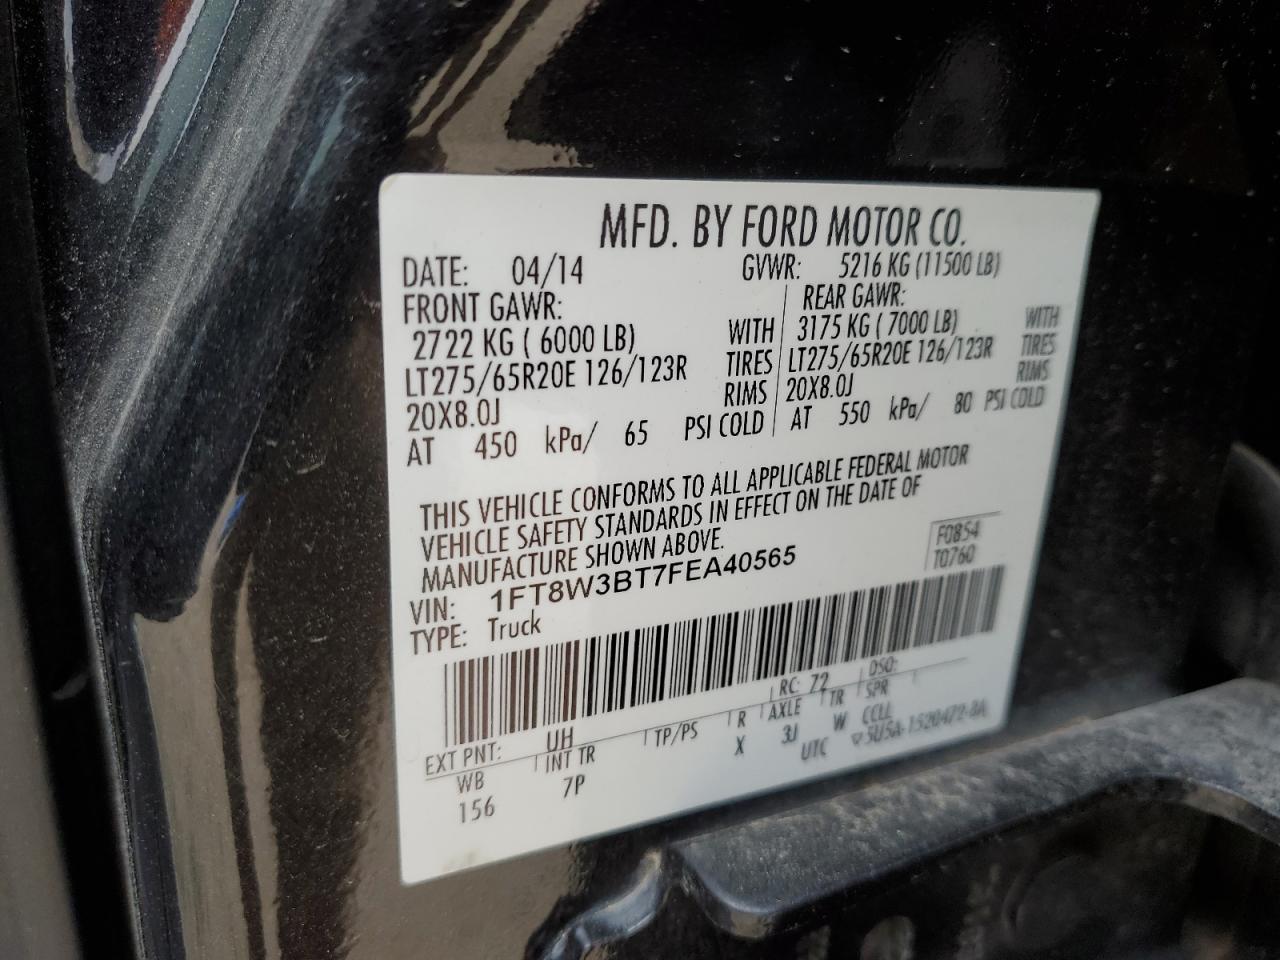 MFD. BY FORD MOTOR CO.
DATE: 04/14 GVWR: 5216 KG (11500 LB)
FRONT GAWR: REAR GAWR:
2722 KG ( 6000 LB) WITH 3175 KG ( 7000 LB) WITH
LT275/65R20E 126/123R TIRES LT275/65R20E 126/123R TIRES
20X8.0J RIMS 20X8.0J RIMS
AT 450 kPa/ 65 PSI COLD AT 550 kPa/ 80 PSI COLD
THIS VEHICLE CONFORMS TO ALL APPLICABLE FEDERAL MOTOR
VEHICLE SAFETY STANDARDS IN EFFECT ON THE DATE OF
MANUFACTURE SHOWN ABOVE.
F0854
T0760
VIN: 1FT8W3BT7FEA40565
TYPE: Truck
RC: 72 DSO:
EXT PNT: UH
WB INT TR TP/PS R AXLE TR SPR
156 7P X 3J W CCLL
UTC 5U5A-1520472-BA